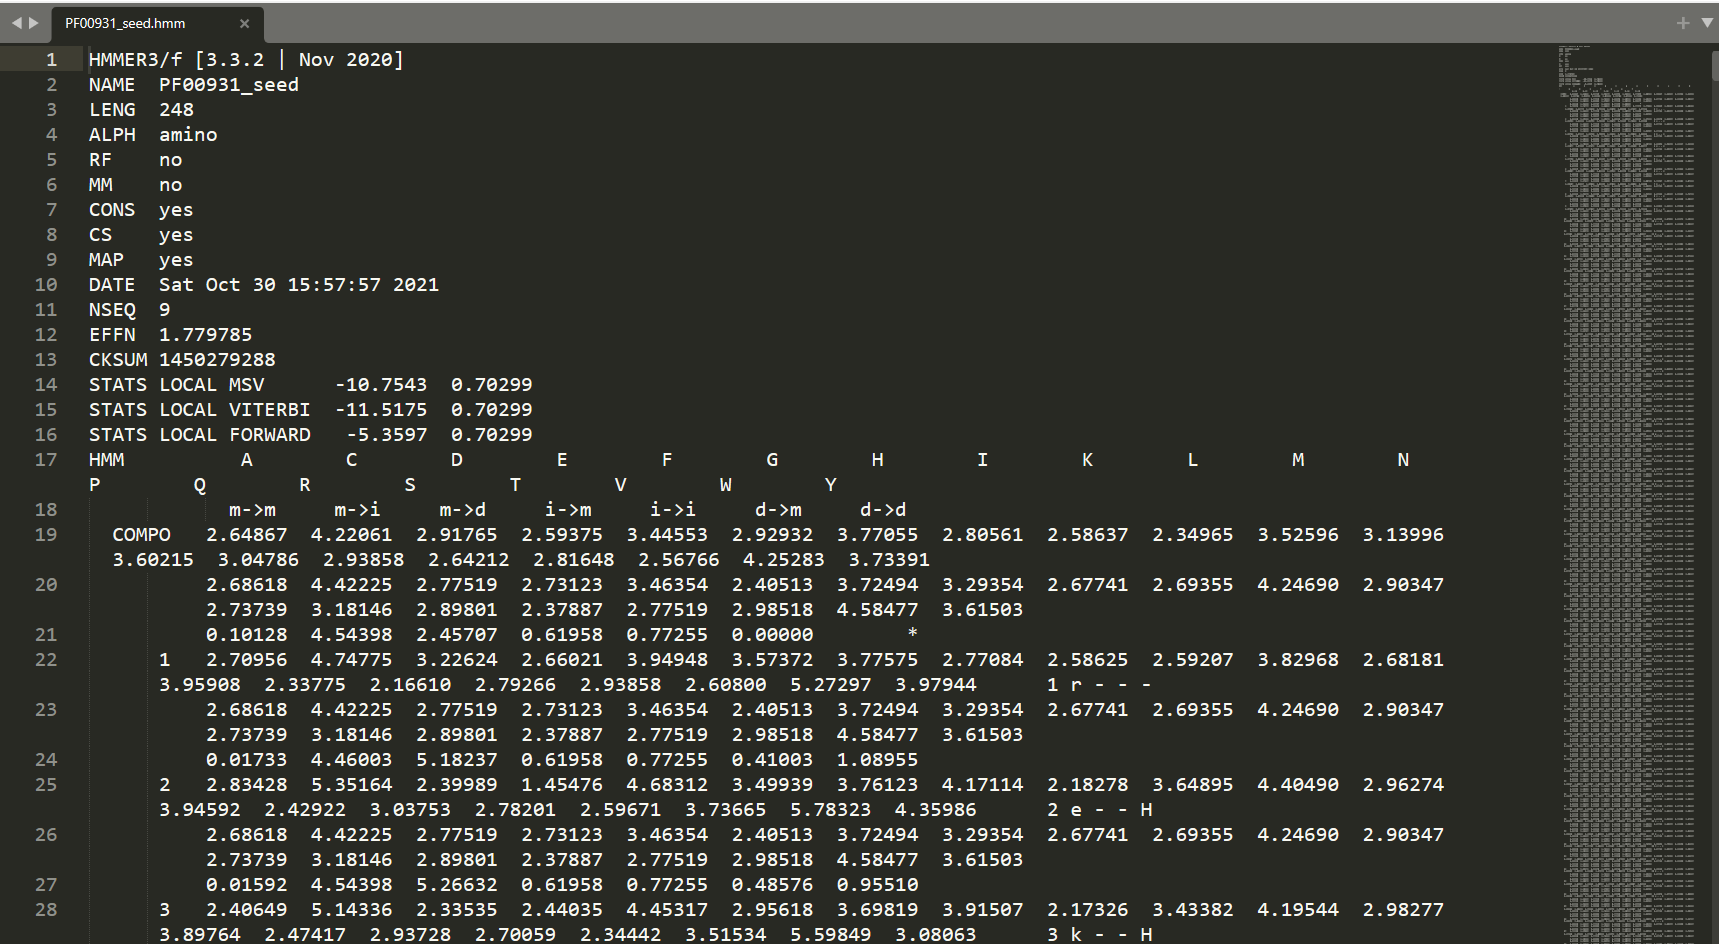 PF00931_seed.hmm
1 HMMER3/f [3.3.2 | Nov 2020]
2 NAME PF00931_seed
3 LENG 248
4 ALPH amino
5 RF no
6 MM no
7 CONS yes
8 CS yes
9 MAP yes
10 DATE Sat Oct 30 15:57:57 2021
11 NSEQ 9
12 EFFN 1.779785
13 CKSUM 1450279288
14 STATS LOCAL MSV -10.7543 0.70299
15 STATS LOCAL VITERBI -11.5175 0.70299
16 STATS LOCAL FORWARD -5.3597 0.70299
17 HMM A C D E F G H I K L M N
P Q R S T V W Y
18 m->m m->i m->d i->m i->i d->m d->d
19 COMPO 2.64867 4.22061 2.91765 2.59375 3.44553 2.92932 3.77055 2.80561 2.58637 2.34965 3.52596 3.13996
3.60215 3.04786 2.93858 2.64212 2.81648 2.56766 4.25283 3.73391
20 2.68618 4.42225 2.77519 2.73123 3.46354 2.40513 3.72494 3.29354 2.67741 2.69355 4.24690 2.90347
2.73739 3.18146 2.89801 2.37887 2.77519 2.98518 4.58477 3.61503
21 0.10128 4.54398 2.45707 0.61958 0.77255 0.00000 *
22 1 2.70956 4.74775 3.22624 2.66021 3.94948 3.57372 3.77575 2.77084 2.58625 2.59207 3.82968 2.68181
3.95908 2.33775 2.16610 2.79266 2.93858 2.60800 5.27297 3.97944 1 r - - -
23 2.68618 4.42225 2.77519 2.73123 3.46354 2.40513 3.72494 3.29354 2.67741 2.69355 4.24690 2.90347
2.73739 3.18146 2.89801 2.37887 2.77519 2.98518 4.58477 3.61503
24 0.01733 4.46003 5.18237 0.61958 0.77255 0.41003 1.08955
25 2 2.83428 5.35164 2.39989 1.45476 4.68312 3.49939 3.76123 4.17114 2.18278 3.64895 4.40490 2.96274
3.94592 2.42922 3.03753 2.78201 2.59671 3.73665 5.78323 4.35986 2 e - - H
26 2.68618 4.42225 2.77519 2.73123 3.46354 2.40513 3.72494 3.29354 2.67741 2.69355 4.24690 2.90347
2.73739 3.18146 2.89801 2.37887 2.77519 2.98518 4.58477 3.61503
27 0.01592 4.54398 5.26632 0.61958 0.77255 0.48576 0.95510
28 3 2.40649 5.14336 2.33535 2.44035 4.45317 2.95618 3.69819 3.91507 2.17326 3.43382 4.19544 2.98277
3.89764 2.47417 2.93728 2.70059 2.34442 3.51534 5.59849 3.08063 3 k - - H